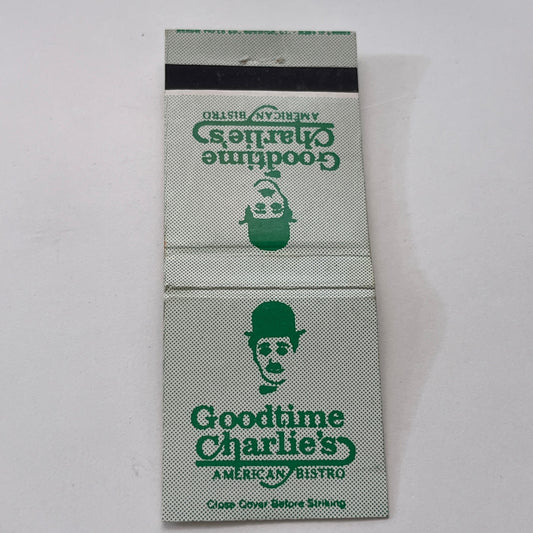 Goodtime
Charlie's
AMERICAN BISTRO
Goodtime
Charlie's
AMERICAN BISTRO
Close Cover Before Striking